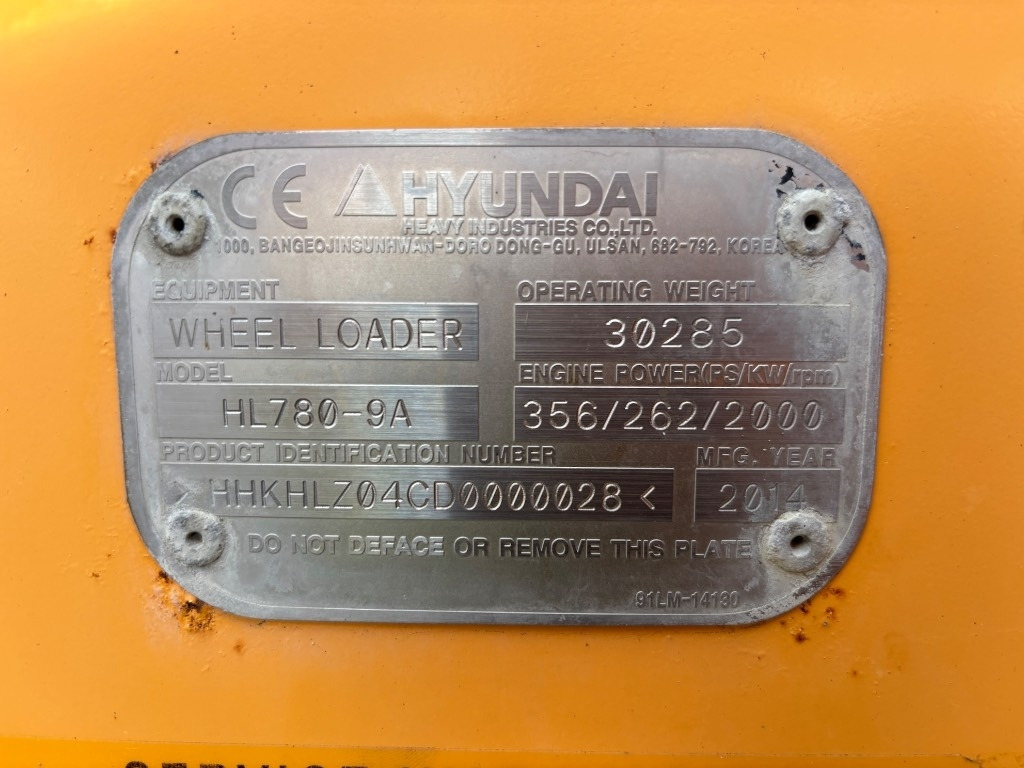 CE HYUNDAI
HEAVY INDUSTRIES CO.,LTD.
1000, BANGEOJINSUNHWAN-DORO DONG-GU, ULSAN, 682-792, KOREA
EQUIPMENT OPERATING WEIGHT
WHEEL LOADER 30285
MODEL ENGINE POWER(PS/KW/rpm)
HL780-9A 356/262/2000
PRODUCT IDENTIFICATION NUMBER MFG. YEAR
> HHKHLZ04CD0000028 < 2014
DO NOT DEFACE OR REMOVE THIS PLATE
91LM-14130